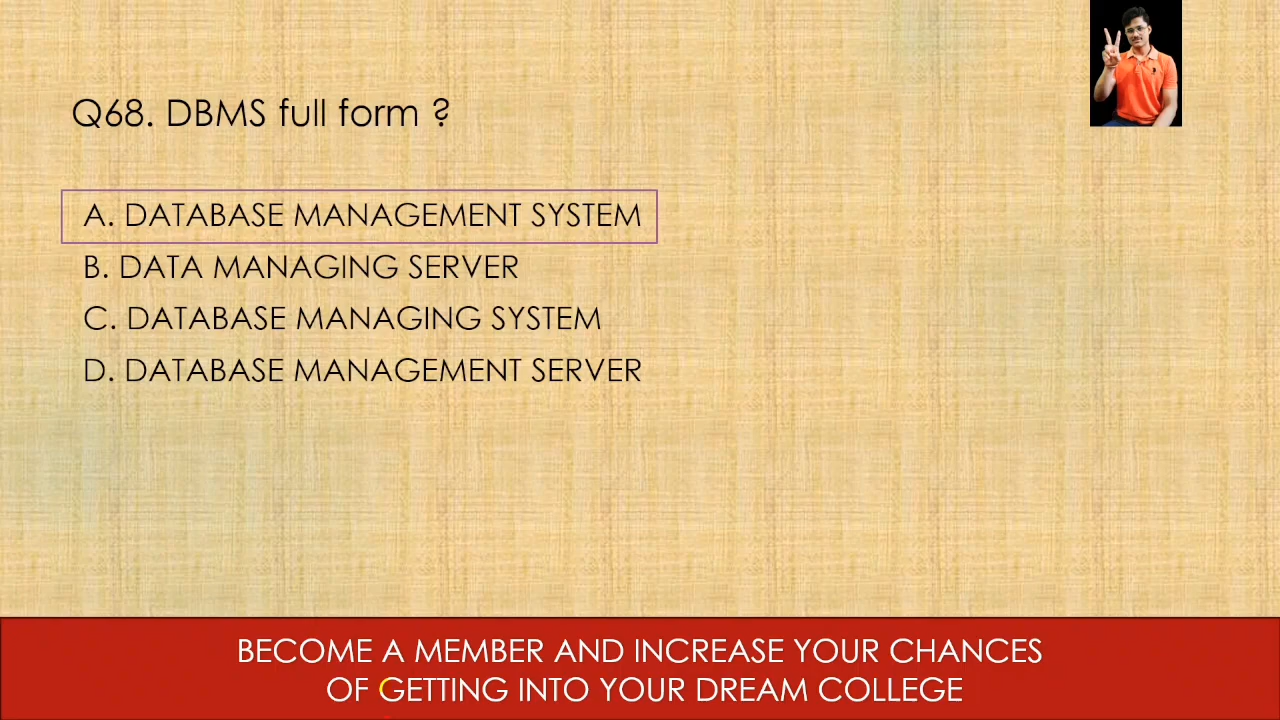 Q68. DBMS full form ?
A. DATABASE MANAGEMENT SYSTEM
B. DATA MANAGING SERVER
C. DATABASE MANAGING SYSTEM
D. DATABASE MANAGEMENT SERVER
BECOME A MEMBER AND INCREASE YOUR CHANCES
OF GETTING INTO YOUR DREAM COLLEGE